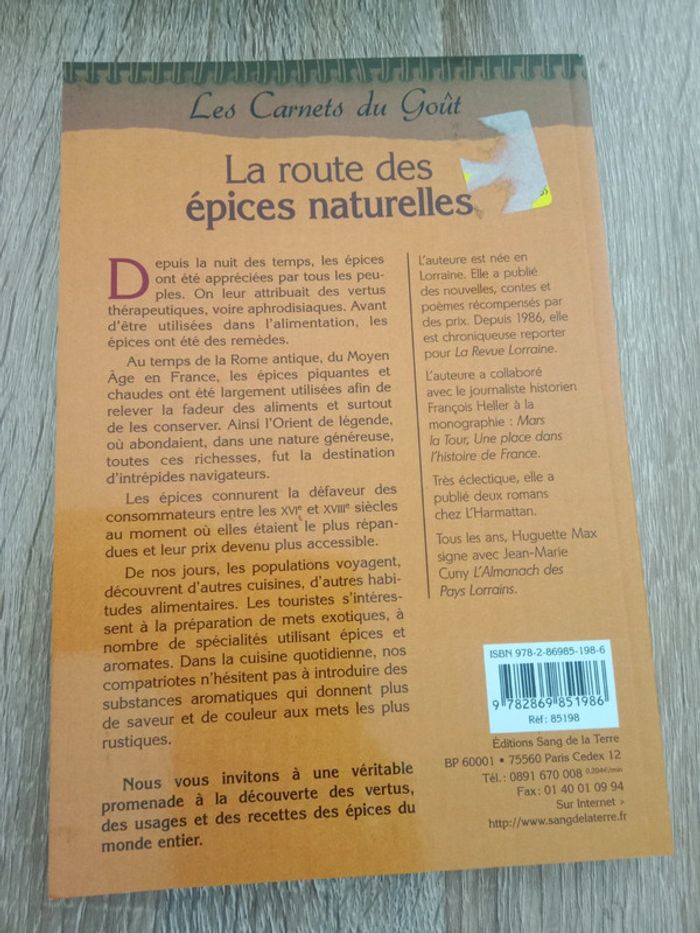 Les Carnets du Goût
La route des
épices naturelles
Depuis la nuit des temps, les épices
ont été appréciées par tous les peu-
ples. On leur attribuait des vertus
thérapeutiques, voire aphrodisiaques. Avant
d'être utilisées dans l'alimentation, les
épices ont été des remèdes.
Au temps de la Rome antique, du Moyen
Âge en France, les épices piquantes et
chaudes ont été largement utilisées afin de
relever la fadeur des aliments et surtout
de les conserver. Ainsi l'Orient de légende,
où abondaient, dans une nature généreuse,
toutes ces richesses, fut la destination
d'intrépides navigateurs.
Les épices connurent la défaveur des
consommateurs entre les XVIe et XVIIIe siècles
au moment où elles étaient le plus répan-
dues et leur prix devenu plus accessible.
De nos jours, les populations voyagent,
découvrent d'autres cuisines, d'autres habi-
tudes alimentaires. Les touristes s'intéres-
sent à la préparation de mets exotiques, à
nombre de spécialités utilisant épices et
aromates. Dans la cuisine quotidienne, nos
compatriotes n'hésitent pas à introduire des
substances aromatiques qui donnent plus
de saveur et de couleur aux mets les plus
rustiques.
Nous vous invitons à une véritable
promenade à la découverte des vertus,
des usages et des recettes des épices du
monde entier.
L'auteure est née en
Lorraine. Elle a publié
des nouvelles, contes et
poèmes récompensés par
des prix. Depuis 1986, elle
est chroniqueuse reporter
pour La Revue Lorraine.
L'auteure a collaboré
avec le journaliste historien
François Heller à la
monographie : Mars
la Tour, Une place dans
l'histoire de France.
Très éclectique, elle a
publié deux romans
chez L'Harmattan.
Tous les ans, Huguette Max
signe avec Jean-Marie
Cuny L'Almanach des
Pays Lorrains.
ISBN 978-2-86985-198-6
9 782869 851986
Réf : 85198
Éditions Sang de la Terre
BP 60001 • 75560 Paris Cedex 12
Tél. : 0891 670 008 0,204€/min
Fax : 01 40 01 09 94
Sur Internet >
http://www.sangdelaterre.fr